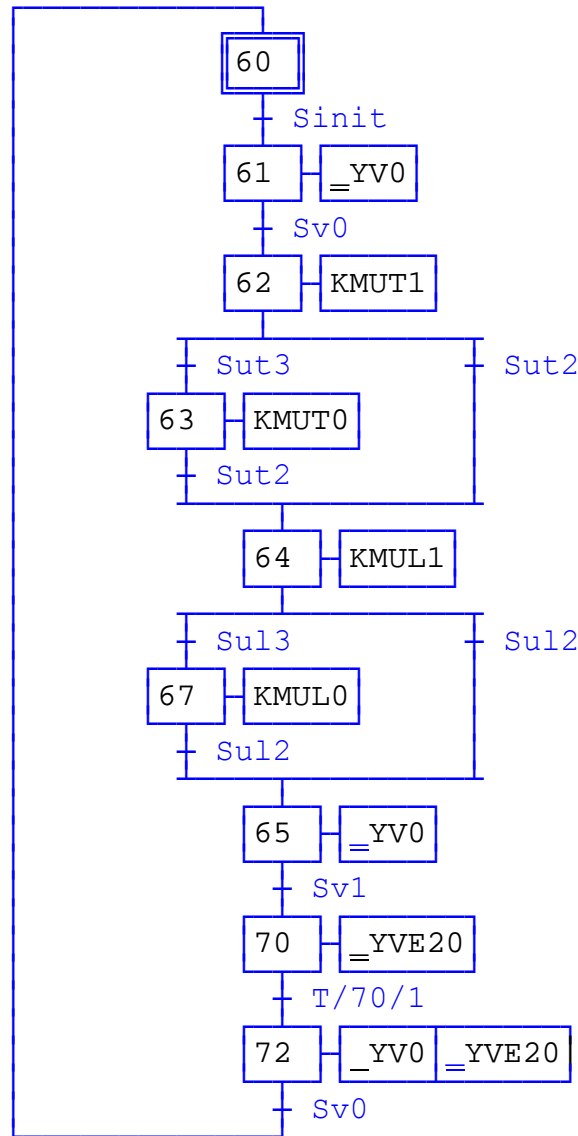 60
Sinit
61 _YV0
Sv0
62 KMUT1
Sut3 Sut2
63 KMUT0
Sut2
64 KMUL1
Sul3 Sul2
67 KMUL0
Sul2
65 _YV0
Sv1
70 _YVE20
T/70/1
72 _YV0 _YVE20
Sv0